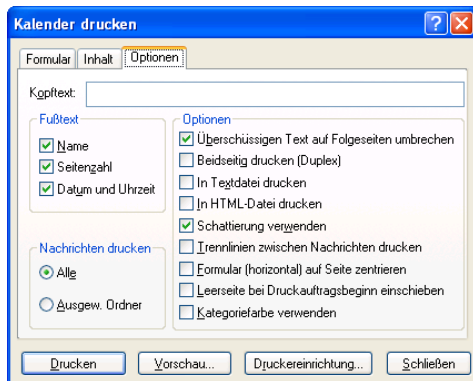 Kalender drucken
Formular Inhalt Optionen
Kopftext:
Fußtext
Name
Seitenzahl
Datum und Uhrzeit
Nachrichten drucken
Alle
Ausgew. Ordner
Optionen
Überschüssigen Text auf Folgeseiten umbrechen
Beidseitig drucken (Duplex)
In Textdatei drucken
In HTML-Datei drucken
Schattierung verwenden
Trennlinien zwischen Nachrichten drucken
Formular (horizontal) auf Seite zentrieren
Leerseite bei Druckauftragsbeginn einschieben
Kategoriefarbe verwenden
Drucken Vorschau... Druckereinrichtung... Schließen